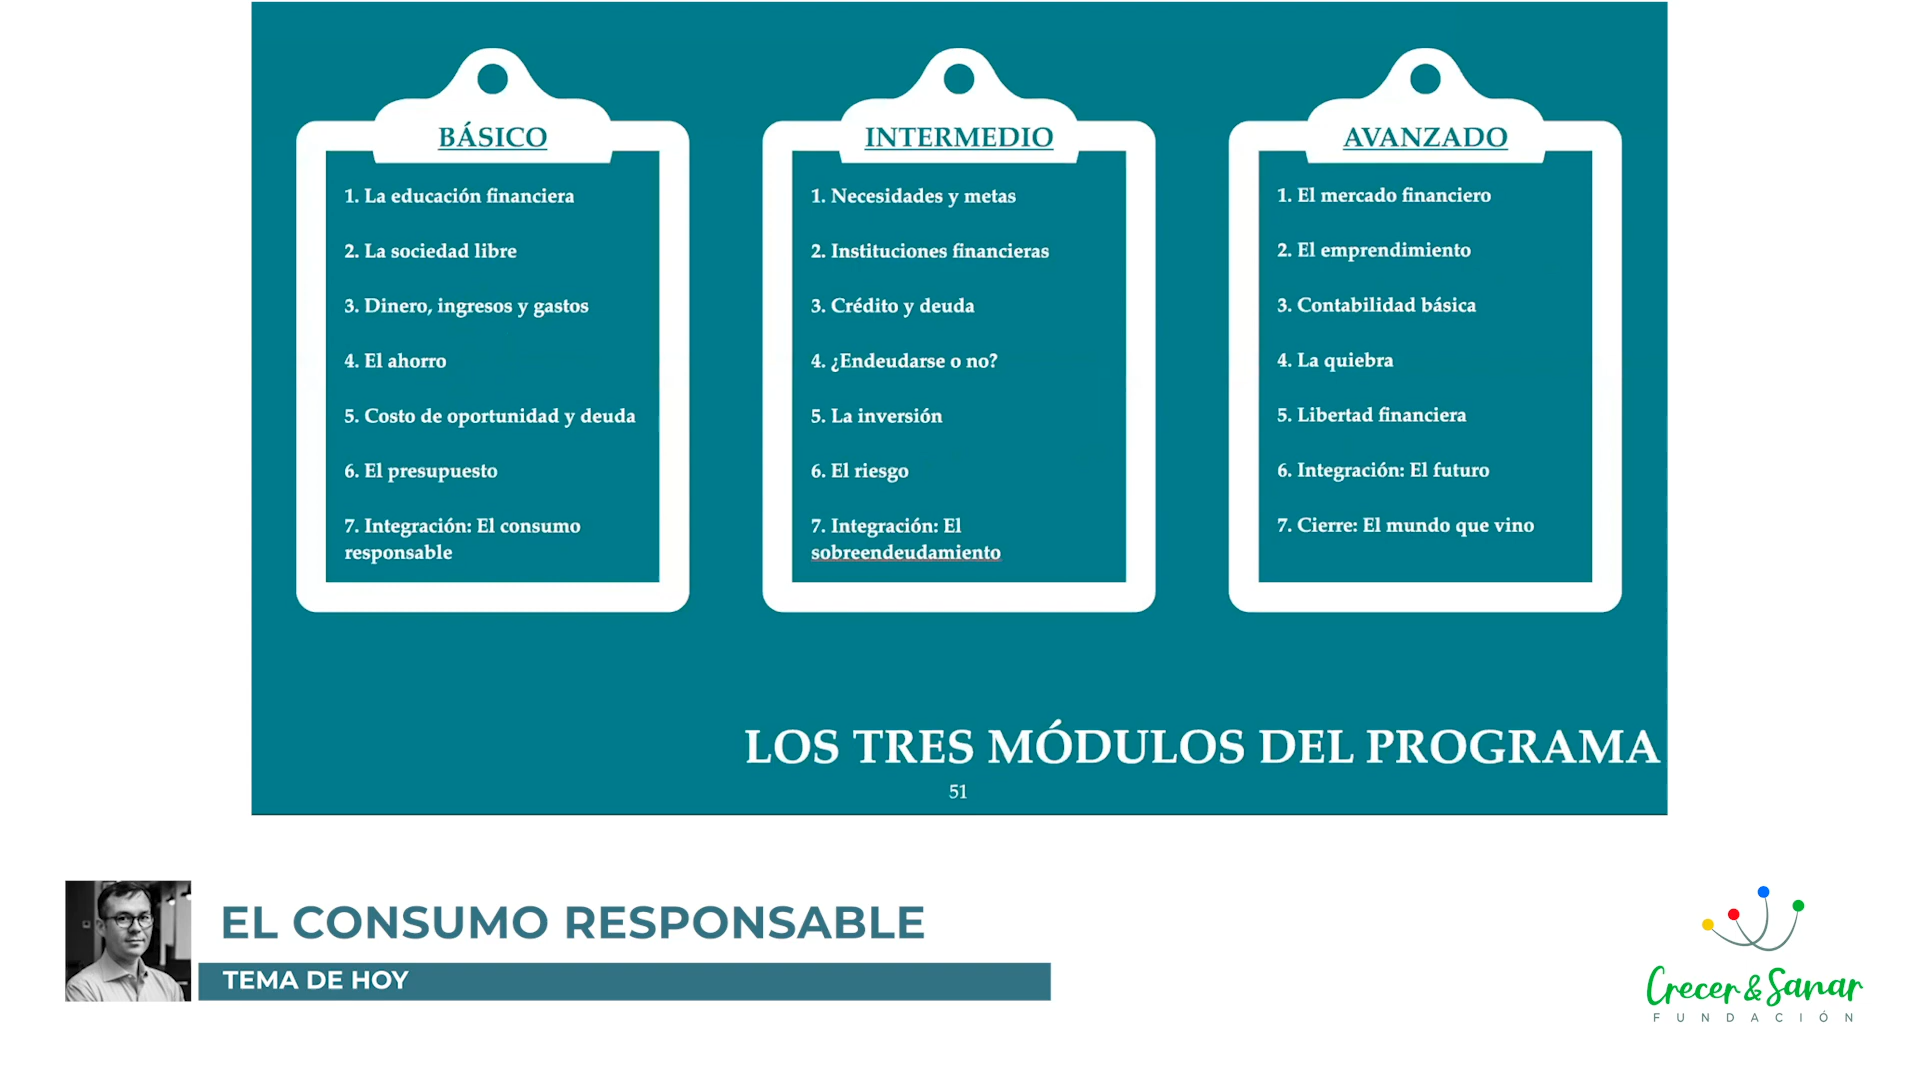 BÁSICO
1. La educación financiera
2. La sociedad libre
3. Dinero, ingresos y gastos
4. El ahorro
5. Costo de oportunidad y deuda
6. El presupuesto
7. Integración: El consumo
responsable
INTERMEDIO
1. Necesidades y metas
2. Instituciones financieras
3. Crédito y deuda
4. ¿Endeudarse o no?
5. La inversión
6. El riesgo
7. Integración: El
sobreendeudamiento
AVANZADO
1. El mercado financiero
2. El emprendimiento
3. Contabilidad básica
4. La quiebra
5. Libertad financiera
6. Integración: El futuro
7. Cierre: El mundo que vino
LOS TRES MÓDULOS DEL PROGRAMA
51
EL CONSUMO RESPONSABLE
TEMA DE HOY
Crecer & Sanar
FUNDACIÓN